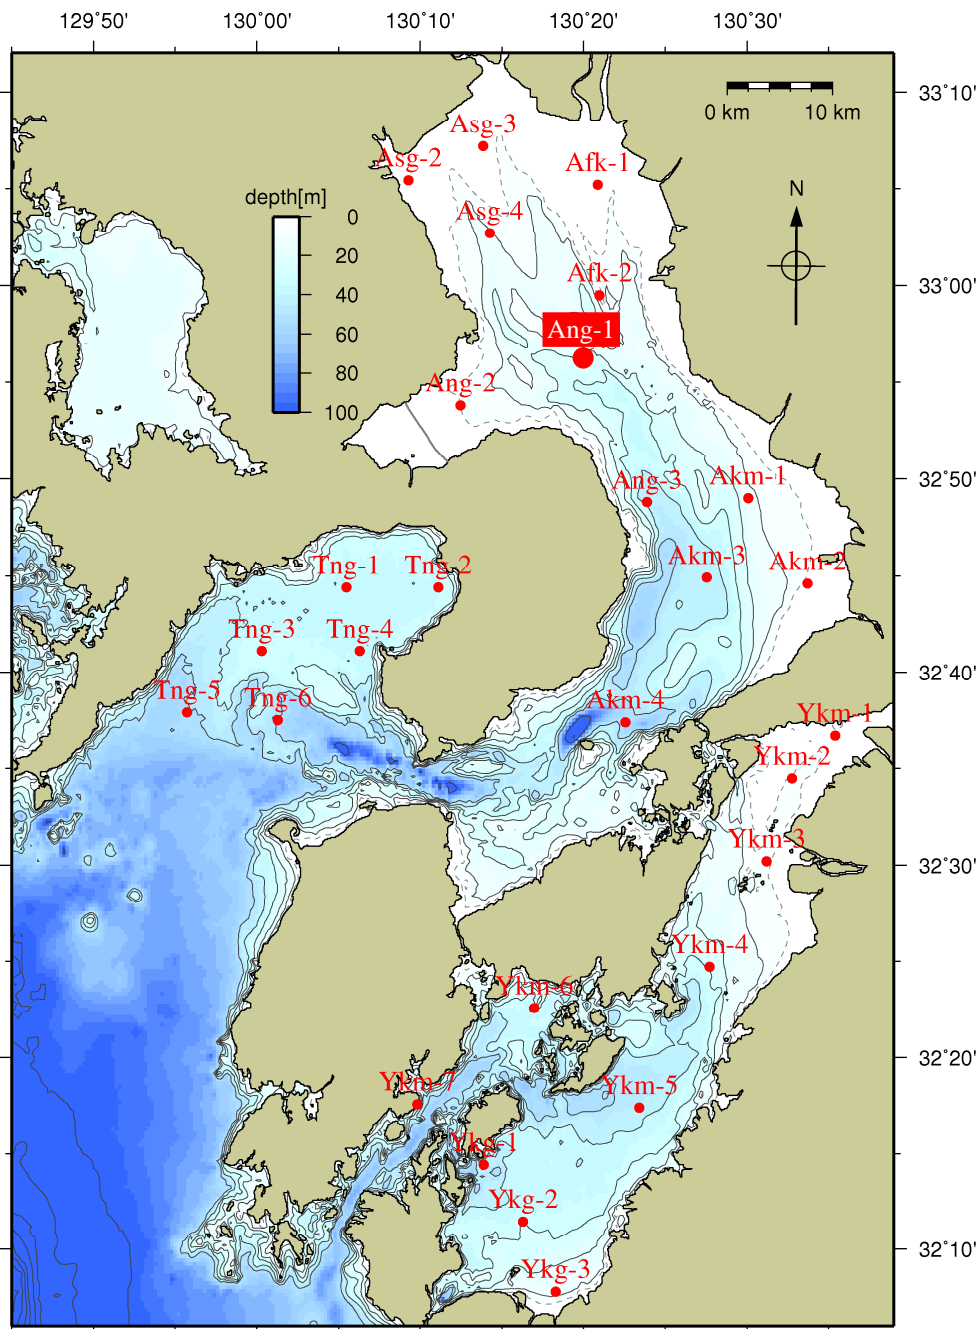 129˚50' 130˚00' 130˚10' 130˚20' 130˚30'
33˚10'
0 km 10 km
Asg-3
Asg-2
Afk-1
N
depth[m]
0
20
40
60
80
100
Asg-4
Afk-2
33˚00'
Ang-1
Ang-2
32˚50'
Ang-3
Akm-1
Akm-3
Akm-2
Tng-1
Tng-2
Tng-3
Tng-4
32˚40'
Tng-5
Tng-6
Akm-4
Ykm-1
Ykm-2
Ykm-3
32˚30'
Ykm-4
Ykm-6
32˚20'
Ykm-7
Ykm-5
Ykg-1
Ykg-2
32˚10'
Ykg-3